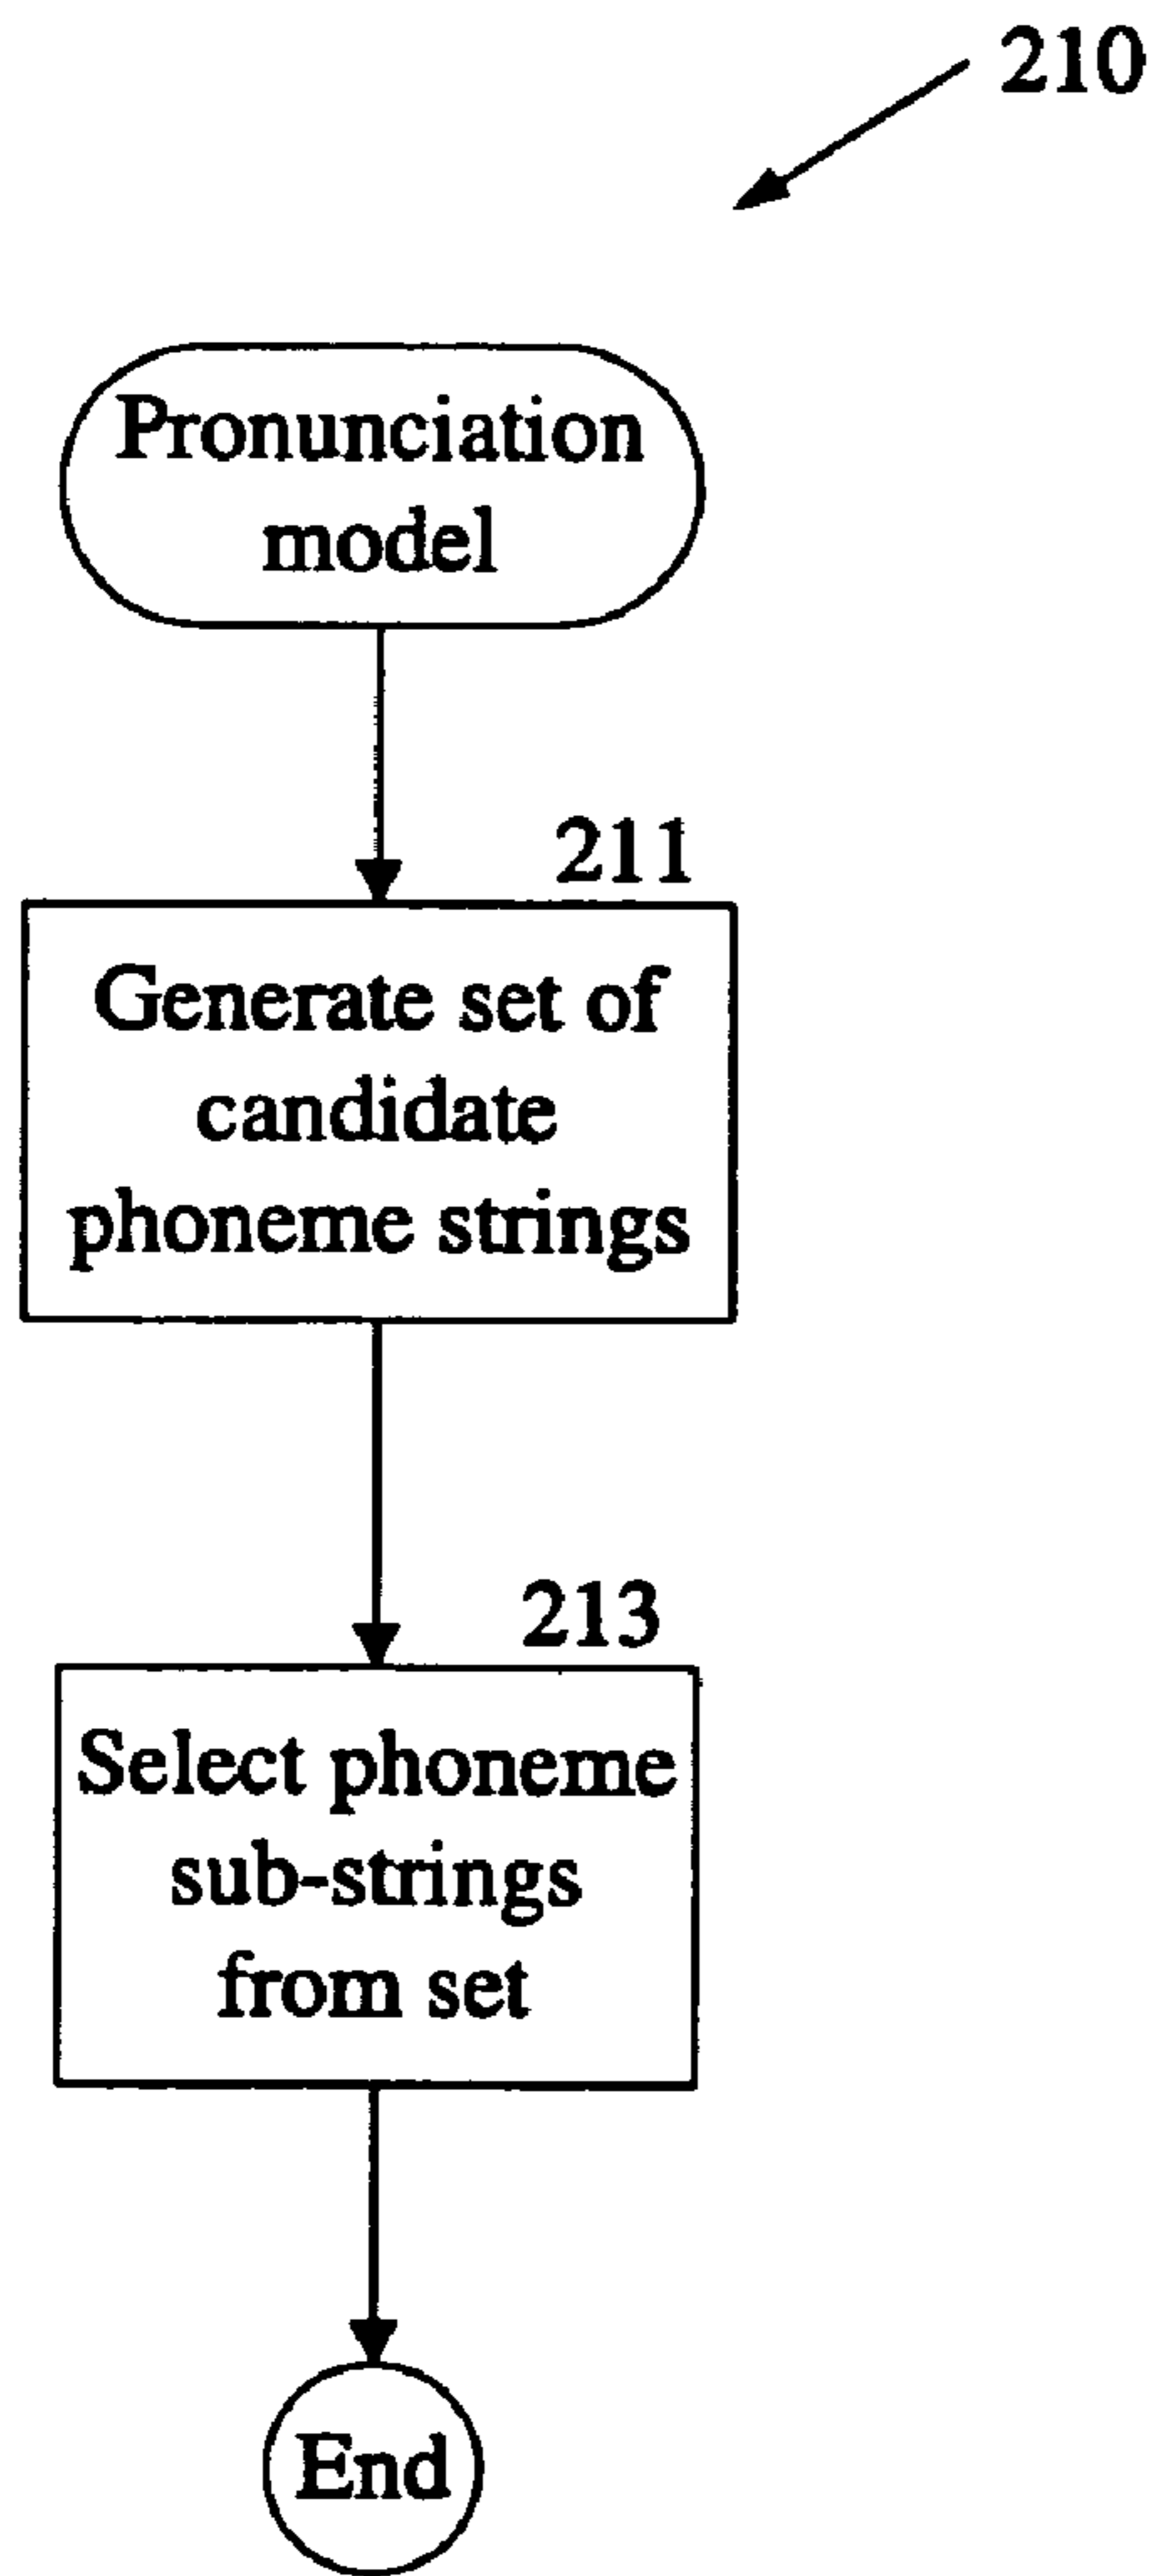 210
Pronunciation
model
211
Generate set of
candidate
phoneme strings
213
Select phoneme
sub-strings
from set
End